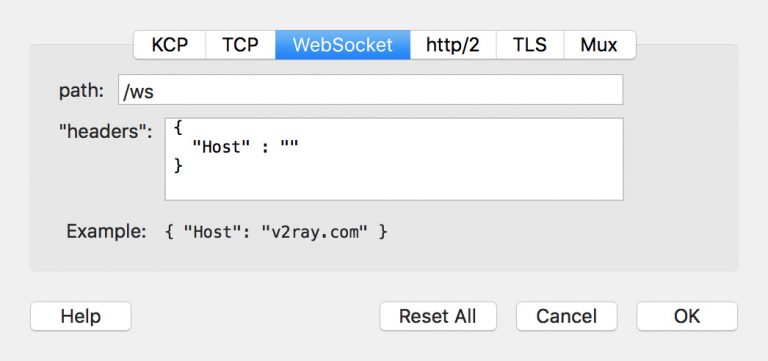 KCP TCP WebSocket http/2 TLS Mux
path: /ws
"headers": {
"Host" : ""
}
Example: { "Host": "v2ray.com" }
Help Reset All Cancel OK